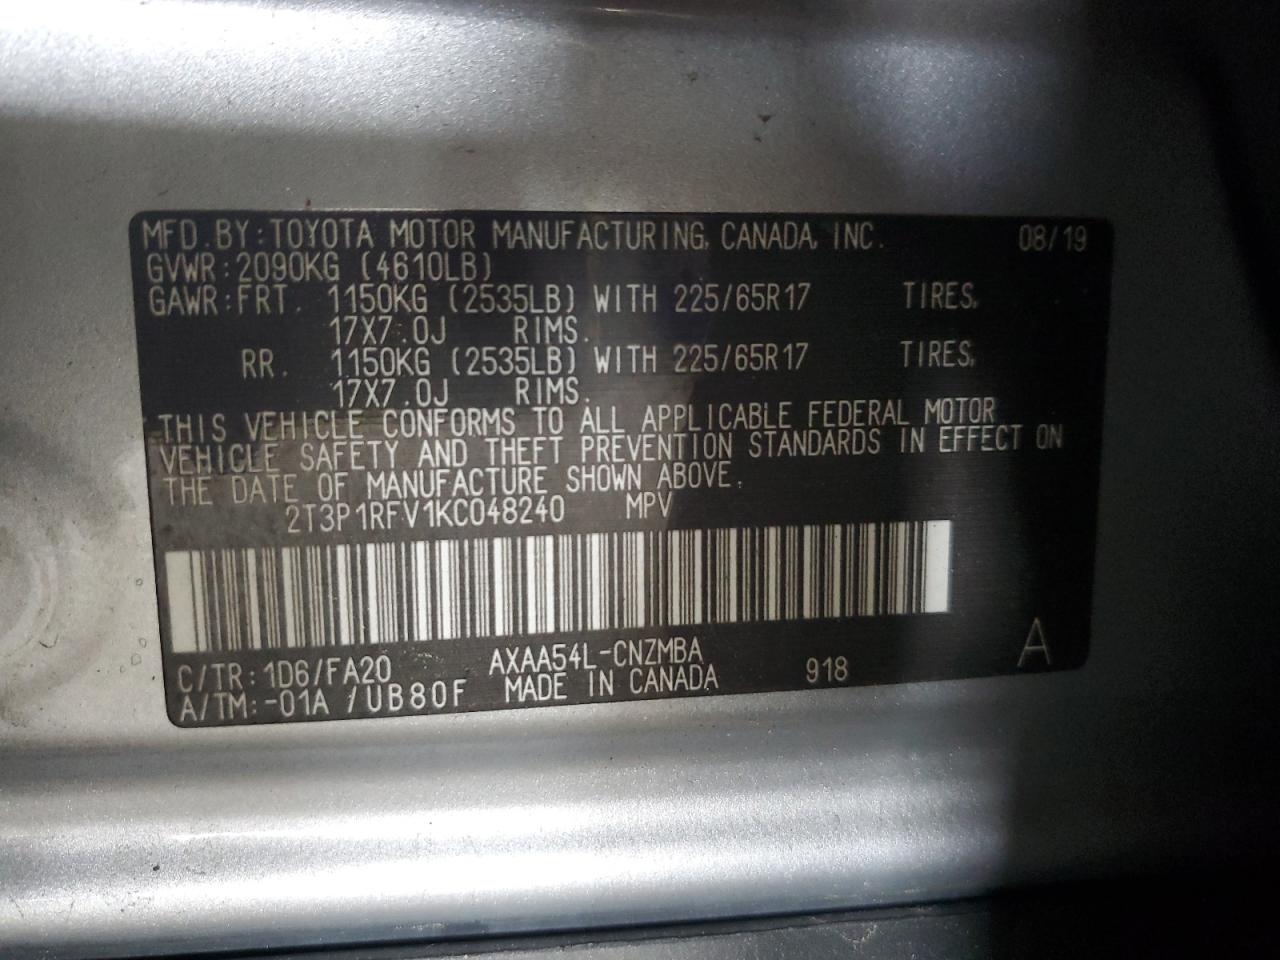 MFD. BY: TOYOTA MOTOR MANUFACTURING, CANADA, INC. 08/19
GVWR: 2090KG (4610LB)
GAWR: FRT. 1150KG (2535LB) WITH 225/65R17 TIRES,
17X7.0J RIMS.
RR. 1150KG (2535LB) WITH 225/65R17 TIRES,
17X7.0J RIMS.
THIS VEHICLE CONFORMS TO ALL APPLICABLE FEDERAL MOTOR
VEHICLE SAFETY AND THEFT PREVENTION STANDARDS IN EFFECT ON
THE DATE OF MANUFACTURE SHOWN ABOVE.
2T3P1RFV1KC048240 MPV
C/TR: 1D6/FA20 AXAA54L-CNZMBA 918 A
A/TM: -01A /UB80F MADE IN CANADA